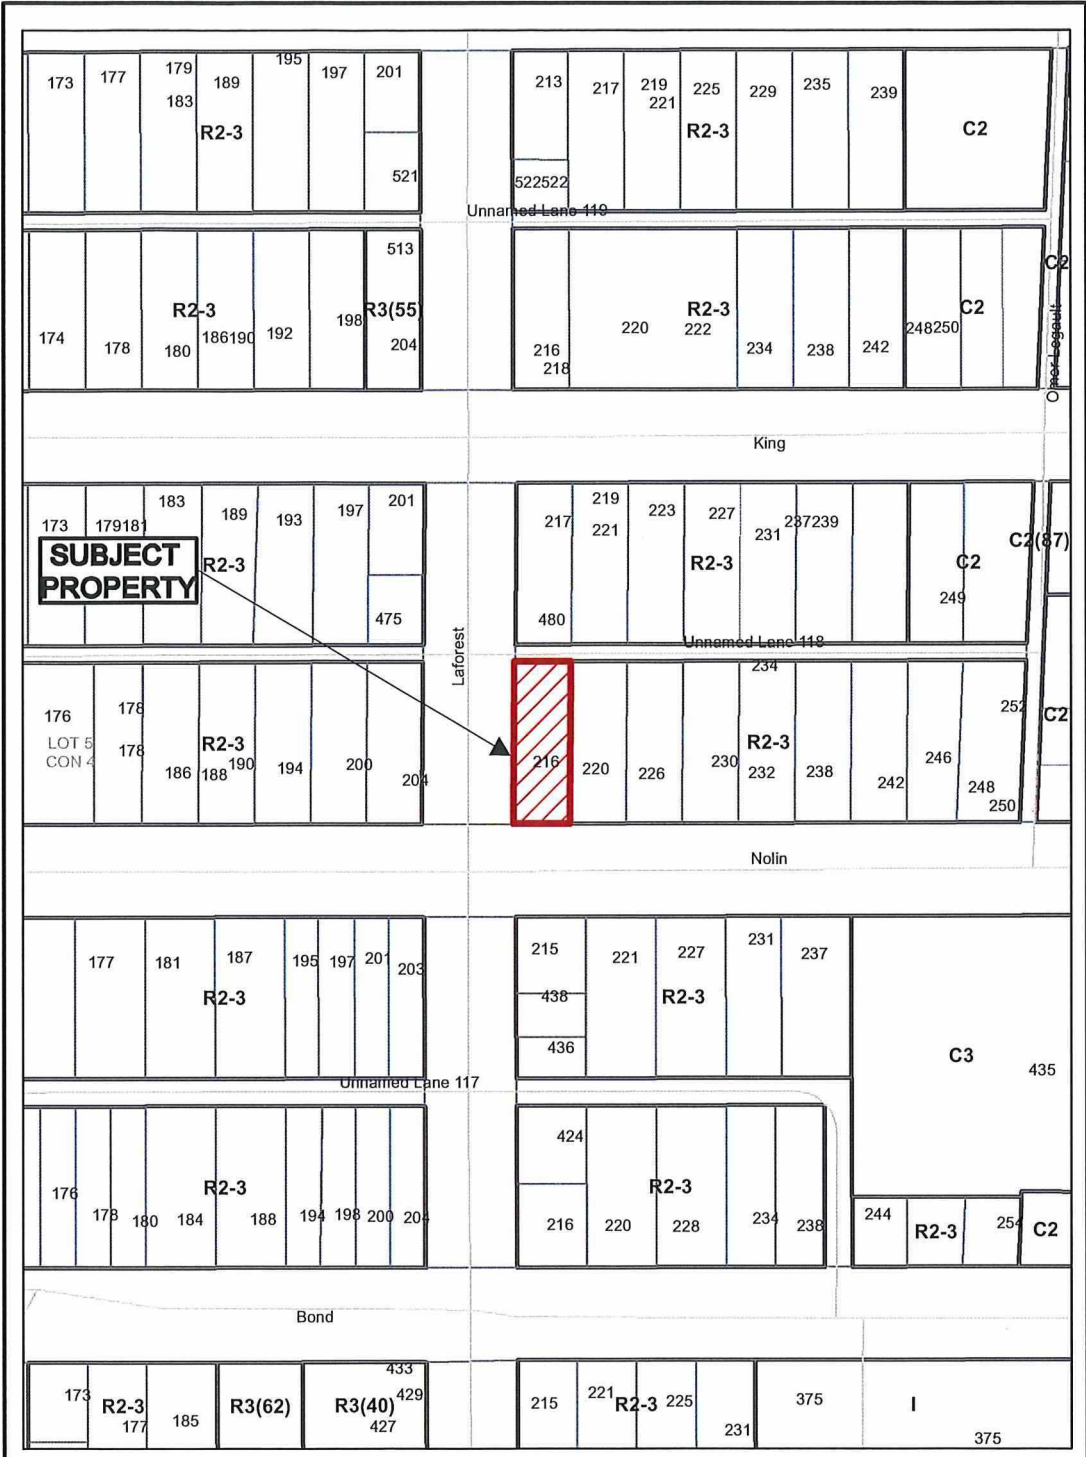 173 177 179 189 195 197 201 213 217 219 225 229 235 239
183 221
R2-3 R2-3 C2
521 522522
Unnamed Lane 119
513 C2
R2-3 R3(55) R2-3 C2
174 178 180 186190 192 198 204 216 220 222 234 238 242 248250
218
Omer Legault
King
173 179181 183 189 193 197 201 217 219 223 227 231 237239
221
SUBJECT
PROPERTY
R2-3 R2-3 C2 C2(87)
475 480 249
Laforest
Unnamed Lane 118
234
176 178 R2-3 R2-3 252 C2
LOT 5
CON 4
178 186 188 190 194 200 204 216 220 226 230 232 238 242 246 248
250
Nolin
177 181 187 195 197 201 203 215 221 227 231 237
R2-3 438 R2-3
436 C3 435
Unnamed Lane 117
424
176 R2-3 R2-3
178 180 184 188 194 198 200 204 216 220 228 234 238 244 R2-3 254 C2
Bond
433
173 R2-3 R3(62) R3(40) 429 215 221 R2-3 225 375 I
177 185 427 231 375